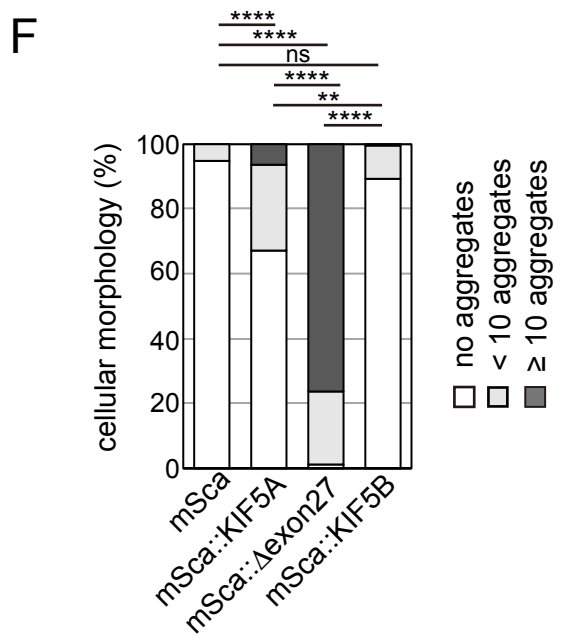 F
****
****
ns
****
**
****
cellular morphology (%)
100
80
60
40
20
0
mSca
mSca::KIF5A
mSca::Δexon27
mSca::KIF5B
no aggregates
< 10 aggregates
≥ 10 aggregates